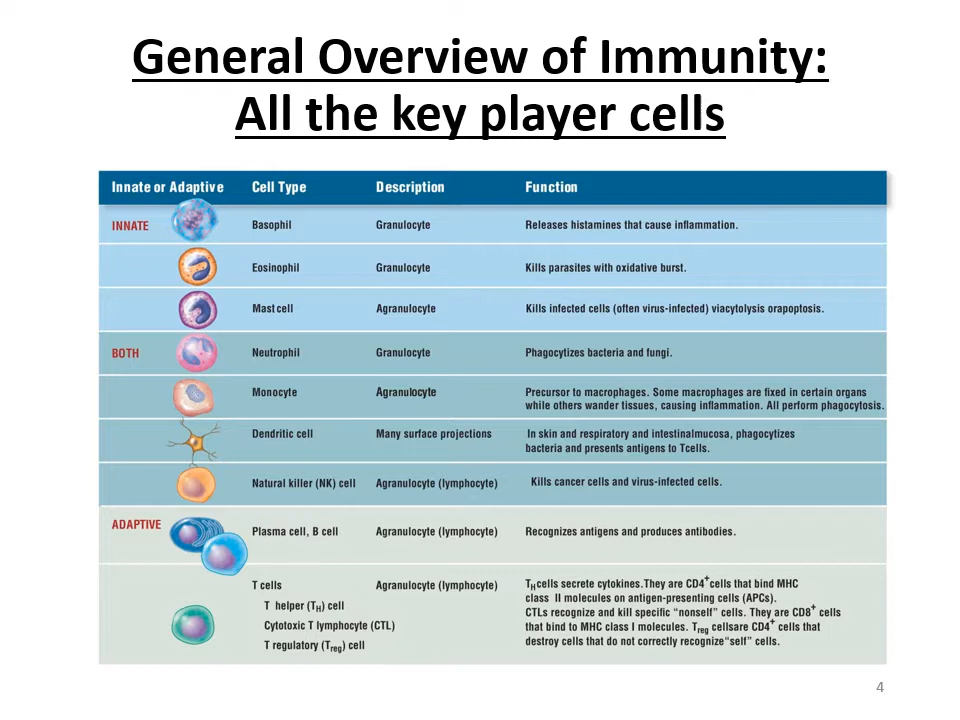 General Overview of Immunity:
All the key player cells
Innate or Adaptive Cell Type Description Function
INNATE Basophil Granulocyte Releases histamines that cause inflammation.
Eosinophil Granulocyte Kills parasites with oxidative burst.
Mast cell Agranulocyte Kills infected cells (often virus-infected) viacytolysis orapoptosis.
BOTH Neutrophil Granulocyte Phagocytizes bacteria and fungi.
Monocyte Agranulocyte Precursor to macrophages. Some macrophages are fixed in certain organs
while others wander tissues, causing inflammation. All perform phagocytosis.
Dendritic cell Many surface projections In skin and respiratory and intestinalmucosa, phagocytizes
bacteria and presents antigens to Tcells.
Natural killer (NK) cell Agranulocyte (lymphocyte) Kills cancer cells and virus-infected cells.
ADAPTIVE
Plasma cell, B cell Agranulocyte (lymphocyte) Recognizes antigens and produces antibodies.
T cells Agranulocyte (lymphocyte) THcells secrete cytokines.They are CD4+cells that bind MHC
class II molecules on antigen-presenting cells (APCs).
T helper (TH) cell CTLs recognize and kill specific “nonself” cells. They are CD8+ cells
Cytotoxic T lymphocyte (CTL) that bind to MHC class I molecules. Treg cellsare CD4+ cells that
T regulatory (Treg) cell destroy cells that do not correctly recognize“self” cells.
4